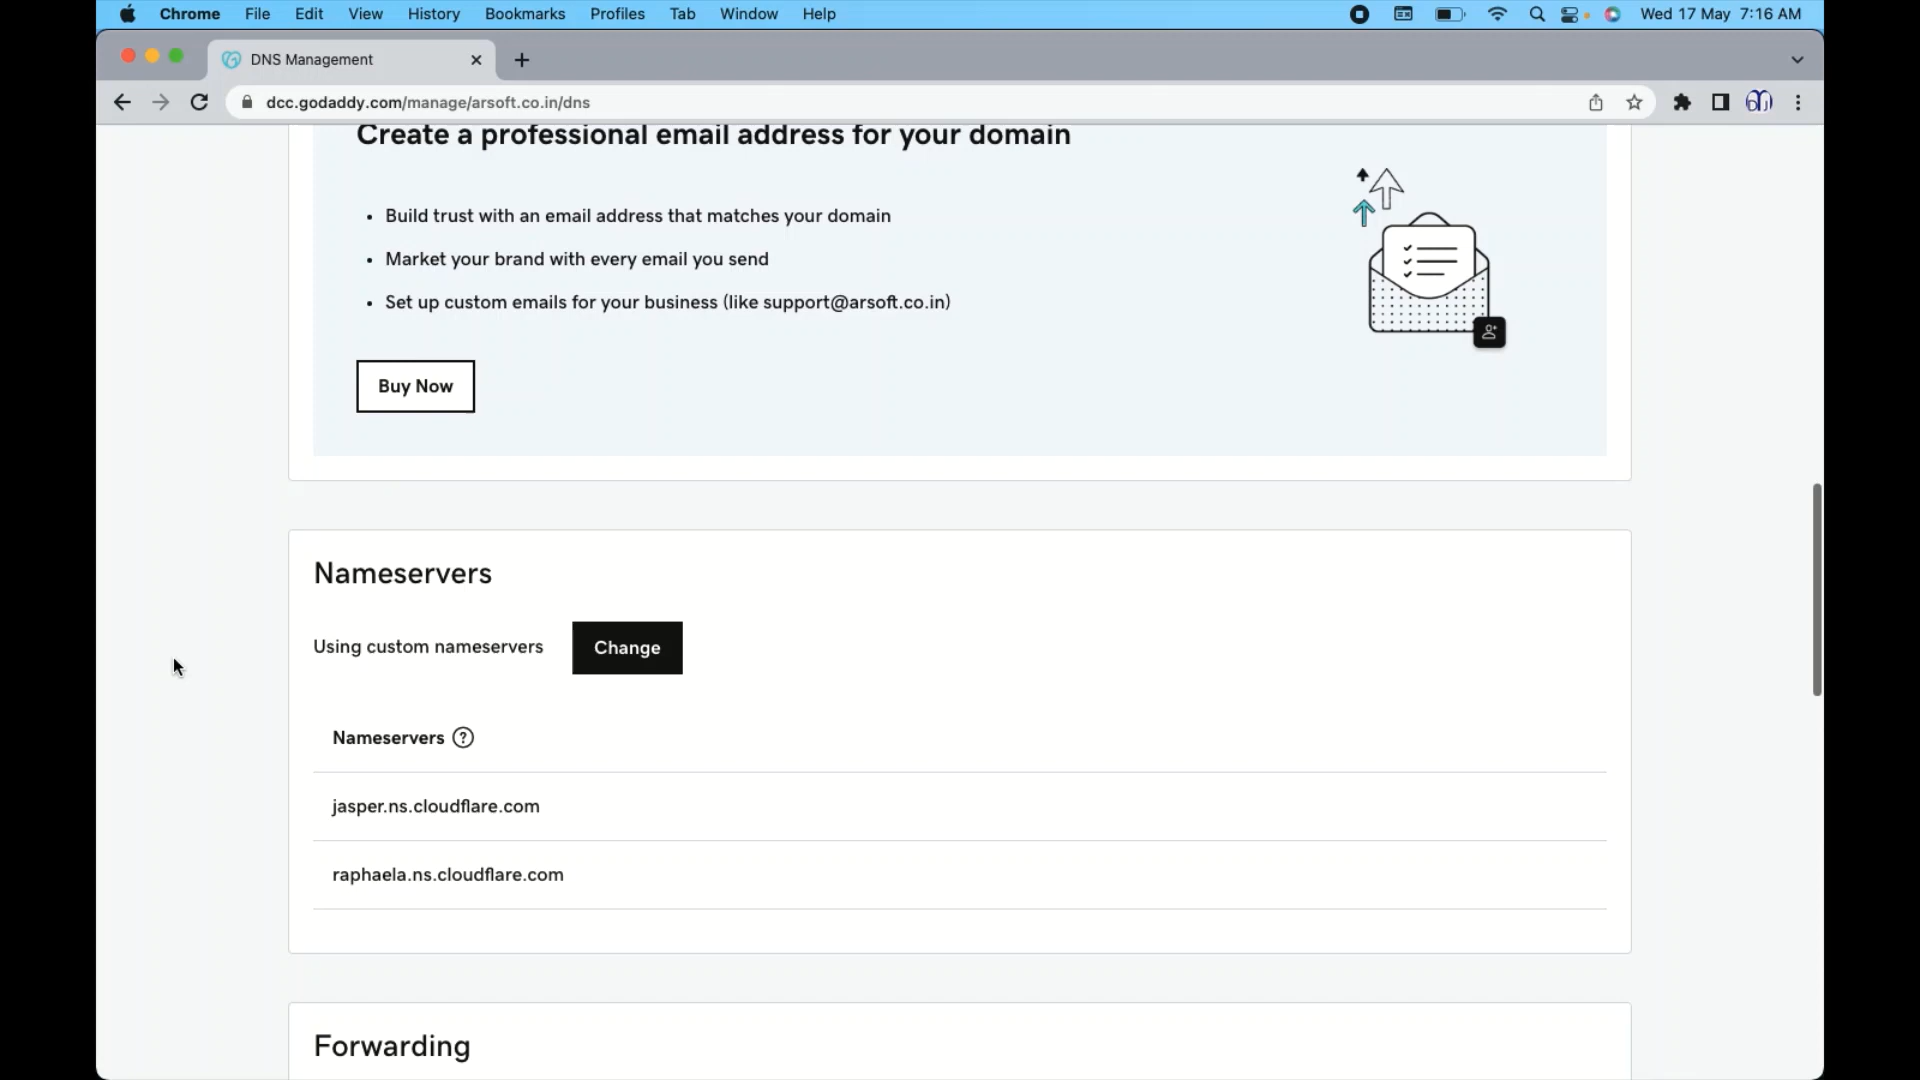 Chrome File Edit View History Bookmarks Profiles Tab Window Help Wed 17 May 7:16 AM
DNS Management
dcc.godaddy.com/manage/arsoft.co.in/dns
Create a professional email address for your domain
• Build trust with an email address that matches your domain
• Market your brand with every email you send
• Set up custom emails for your business (like support@arsoft.co.in)
Buy Now
Nameservers
Using custom nameservers Change
Nameservers ?
jasper.ns.cloudflare.com
raphaela.ns.cloudflare.com
Forwarding